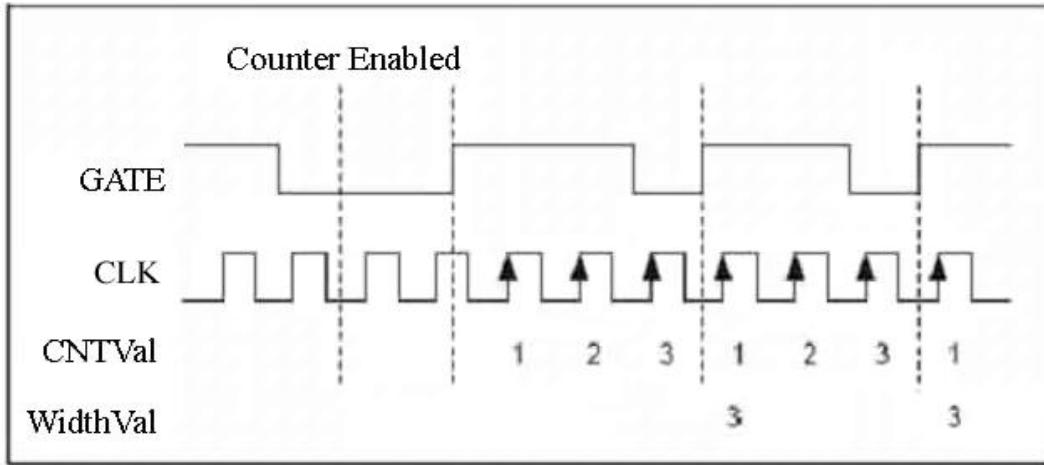 Counter Enabled
GATE
CLK
CNTVal 1 2 3 1 2 3 1
WidthVal 3 3